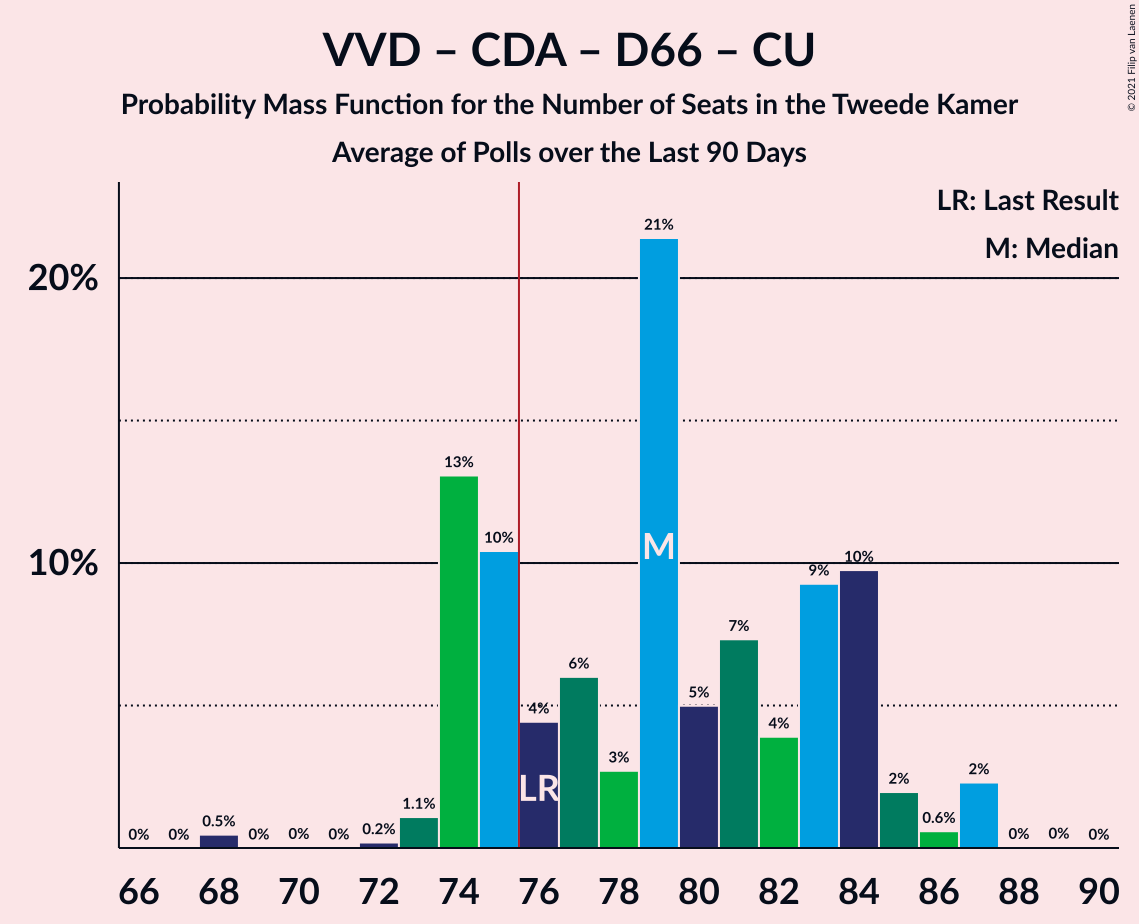 VVD – CDA – D66 – CU
Probability Mass Function for the Number of Seats in the Tweede Kamer
Average of Polls over the Last 90 Days
© 2021 Filip van Laenen
LR: Last Result
M: Median
20%
10%
0% 0% 0.5% 0% 0% 0% 0.2% 1.1% 13% 10% 4% 6% 3% 21% 5% 7% 4% 9% 10% 2% 0.6% 2% 0% 0% 0%
M
LR
66 68 70 72 74 76 78 80 82 84 86 88 90